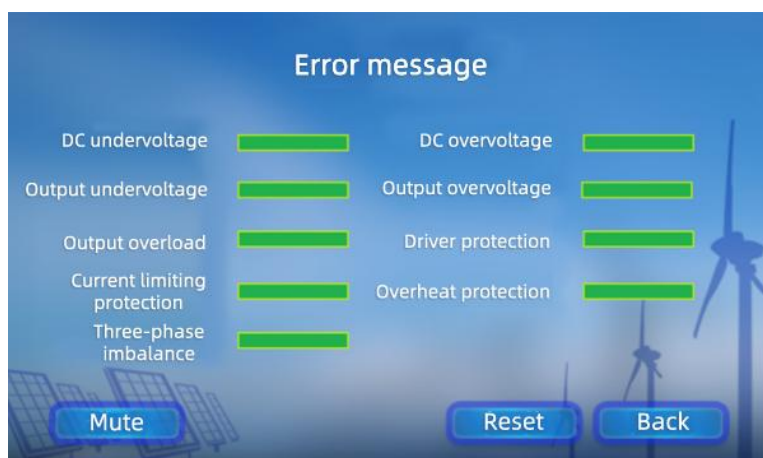 Error message
DC undervoltage
DC overvoltage
Output undervoltage
Output overvoltage
Output overload
Driver protection
Current limiting
protection
Overheat protection
Three-phase
imbalance
Mute
Reset
Back